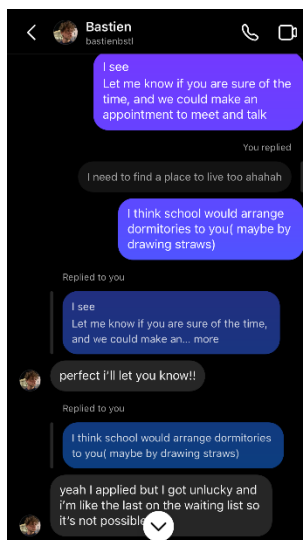 Bastien
bastienbstl
I see
Let me know if you are sure of the
time, and we could make an
appointment to meet and talk
You replied
I need to find a place to live too ahahah
I think school would arrange
dormitories to you( maybe by
drawing straws)
Replied to you
I see
Let me know if you are sure of the time,
and we could make an... more
perfect i'll let you know!!
Replied to you
I think school would arrange dormitories
to you( maybe by drawing straws)
yeah I applied but I got unlucky and
i'm like the last on the waiting list so
it's not possible